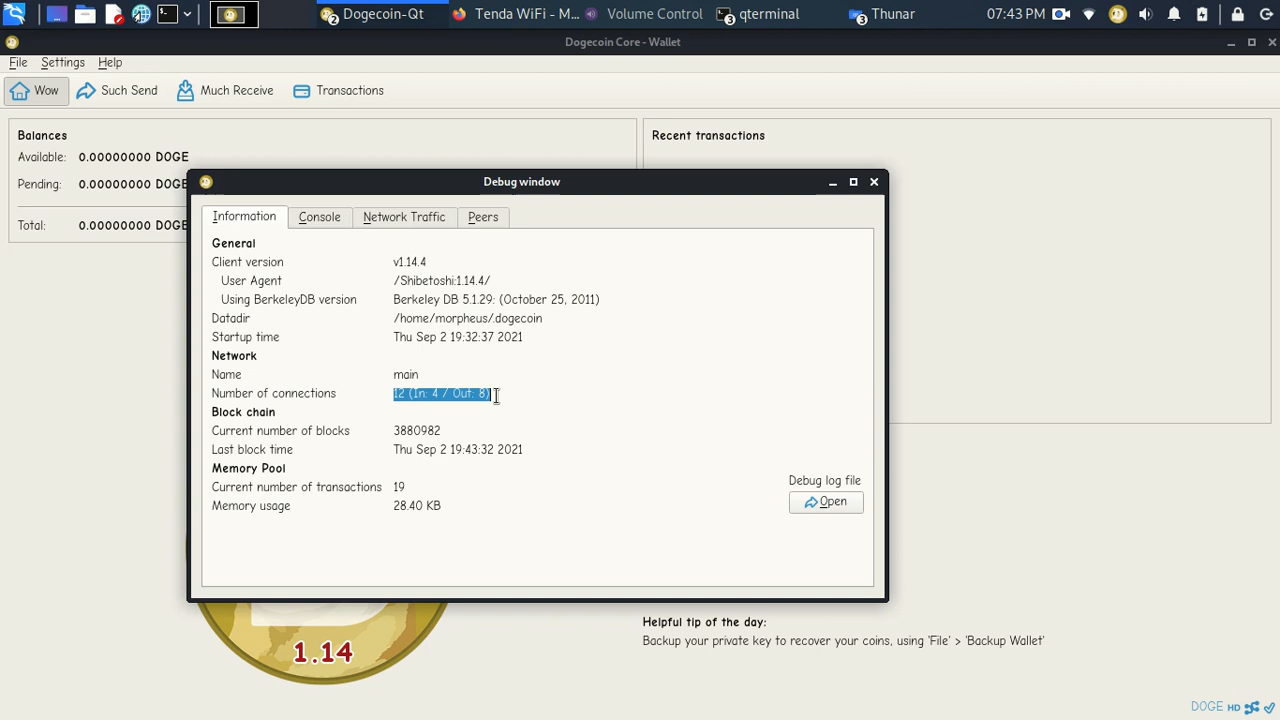 Dogecoin-Qt
Tenda WiFi - M...
Volume Control
3 qterminal
3 Thunar
07:43 PM
2
Dogecoin Core - Wallet
File Settings Help
Wow Such Send Much Receive Transactions
Balances
Available: 0.00000000 DOGE
Pending: 0.00000000 DOGE
Total: 0.00000000 DOGE
Recent transactions
Debug window
Information Console Network Traffic Peers
General
Client version v1.14.4
User Agent /Shibetoshi:1.14.4/
Using BerkeleyDB version Berkeley DB 5.1.29: (October 25, 2011)
Datadir /home/morpheus/.dogecoin
Startup time Thu Sep 2 19:32:37 2021
Network
Name main
Number of connections 12 (In: 4 / Out: 8)
Block chain
Current number of blocks 3880982
Last block time Thu Sep 2 19:43:32 2021
Memory Pool
Current number of transactions 19
Memory usage 28.40 KB
Debug log file
Open
1.14
Helpful tip of the day:
Backup your private key to recover your coins, using 'File' > 'Backup Wallet'
DOGE HD